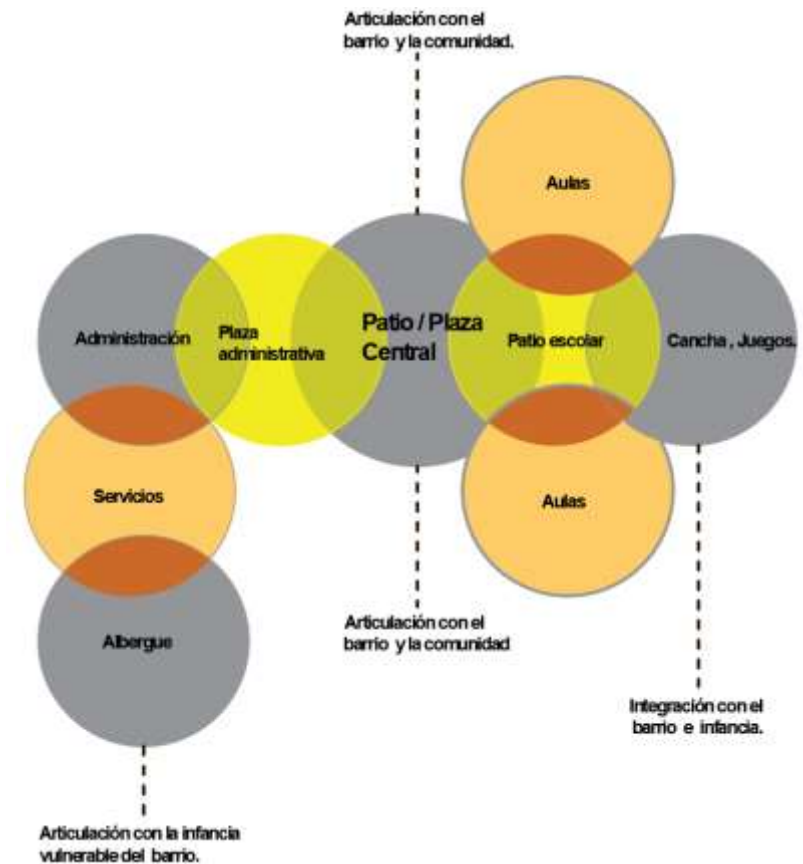 Articulación con el
barrio y la comunidad.
Aulas
Administración
Plaza
administrativa
Patio / Plaza
Central
Patio escolar
Cancha , Juegos.
Servicios
Aulas
Albergue
Articulación con el
barrio y la comunidad
Integración con el
barrio e infancia.
Articulación con la infancia
vulnerable del barrio.